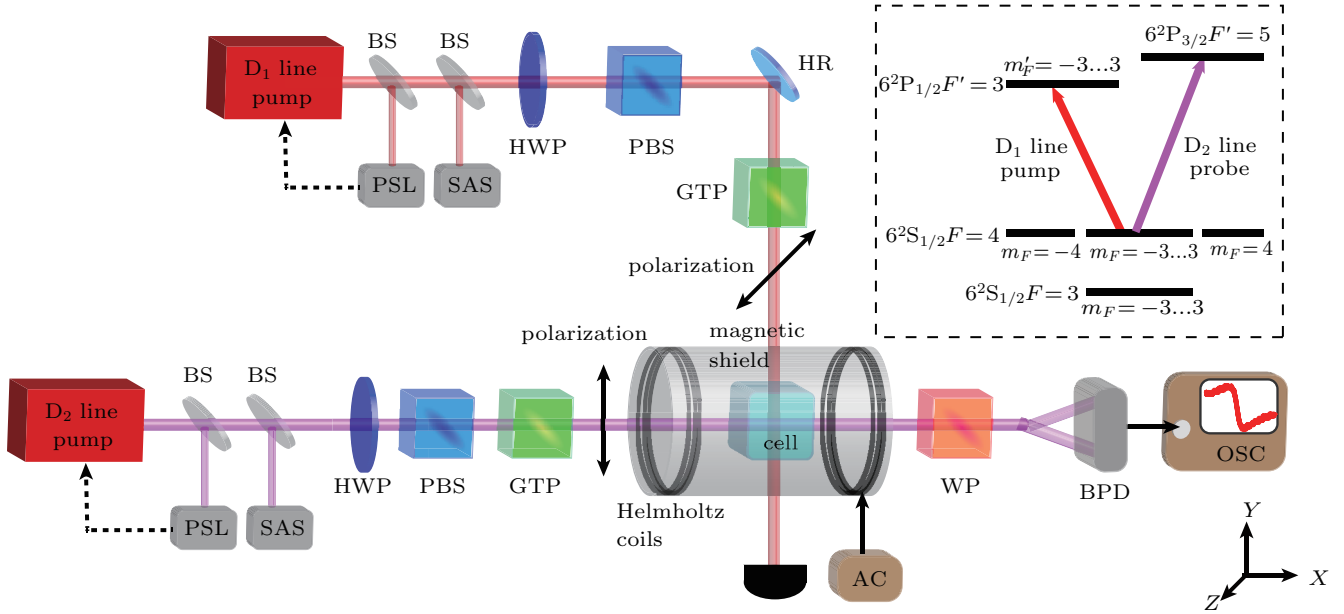 BS
BS
D₁ line
pump
HWP
PBS
HR
PSL
SAS
GTP
polarization
6²P₃/₂F′ = 5
m′F = −3...3
6²P₁/₂F′ = 3
D₁ line
pump
D₂ line
probe
6²S₁/₂F = 4
mF = −4
mF = −3...3
mF = 4
6²S₁/₂F = 3
mF = −3...3
polarization
magnetic
shield
BS
BS
D₂ line
pump
HWP
PBS
GTP
cell
WP
BPD
OSC
PSL
SAS
Helmholtz
coils
AC
Y
X
Z